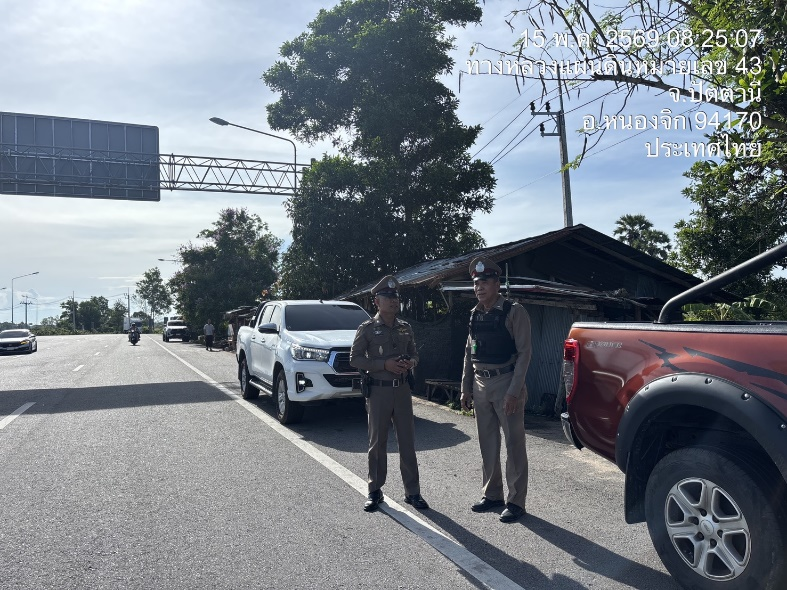 15 พ.ค. 2569 08:25:07
ทางหลวงแผ่นดินหมายเลข 43
จ.ปัตตานี
อ.หนองจิก 94170
ประเทศไทย